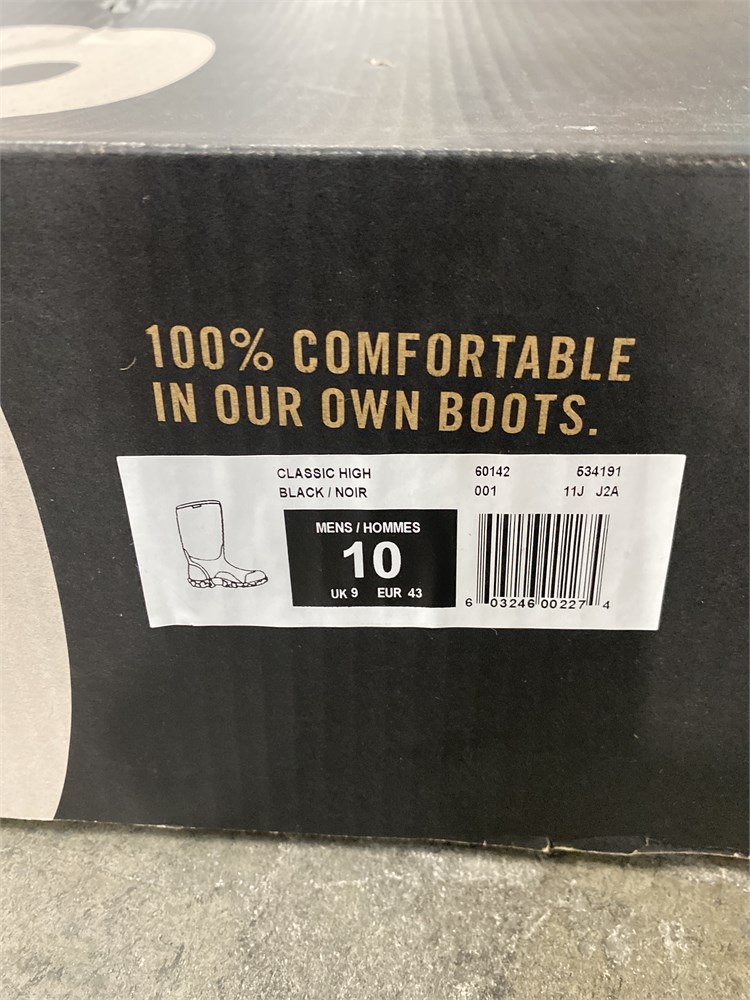 100% COMFORTABLE
IN OUR OWN BOOTS.
CLASSIC HIGH 60142 534191
BLACK / NOIR 001 11J J2A
MENS / HOMMES
10
UK 9 EUR 43
6 03246 00227 4